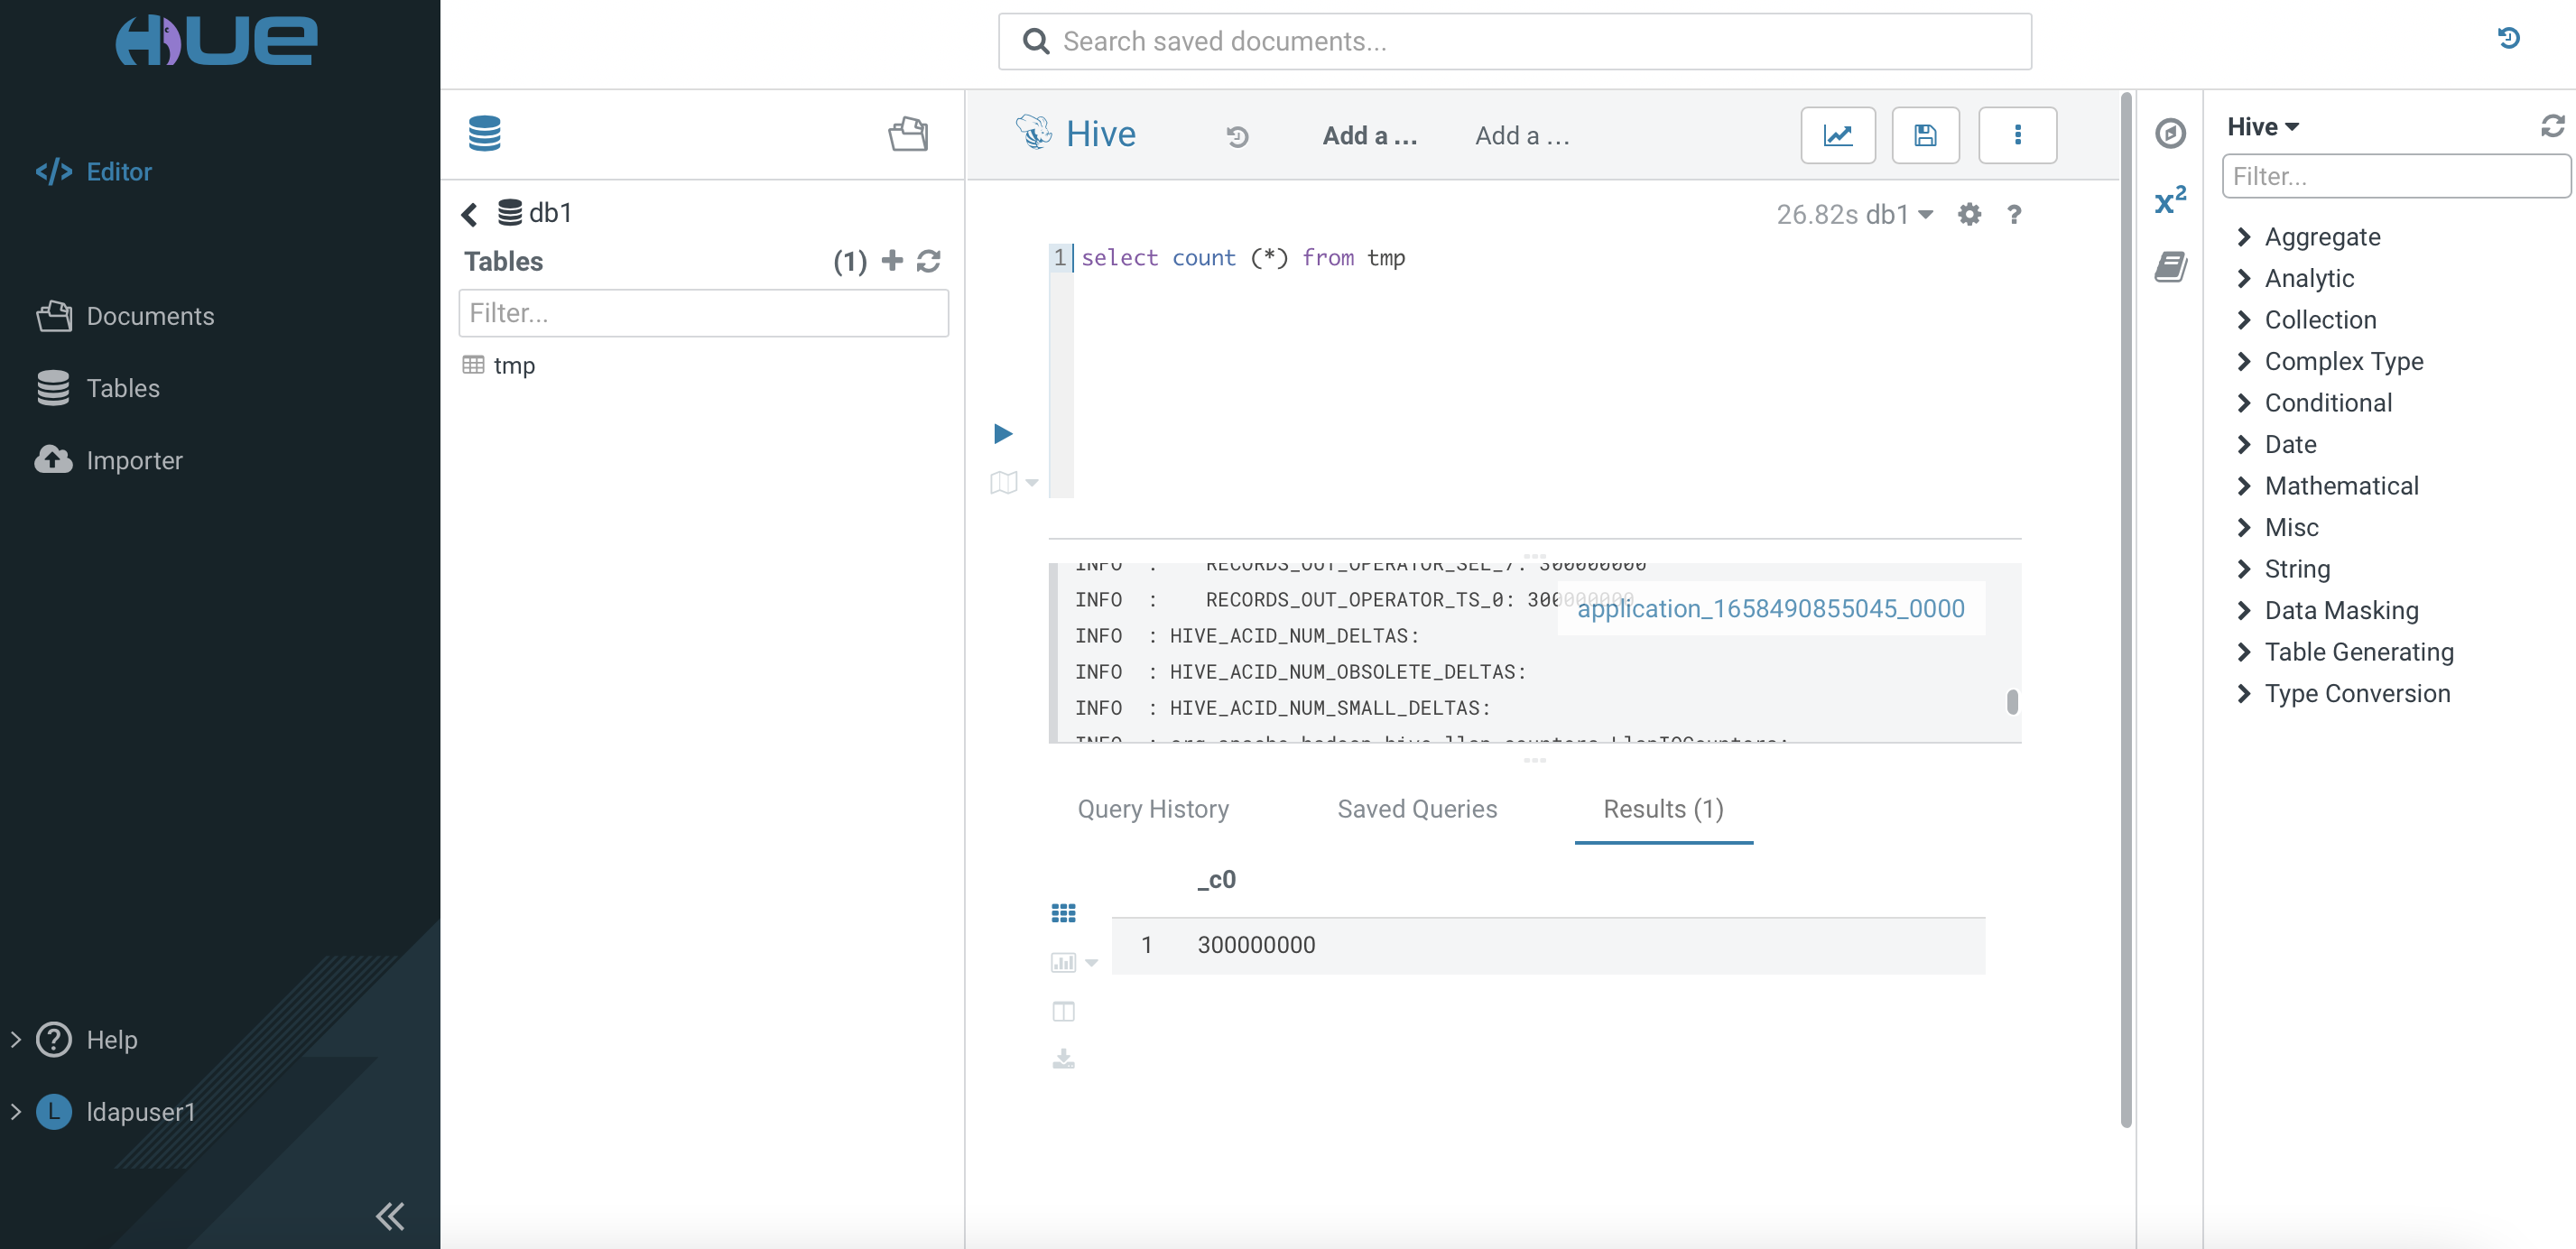 HUE
Search saved documents...
Editor
Documents
Tables
Importer
Help
L
ldapuser1
db1
Tables
(1)
Filter...
tmp
Hive
Add a ...
Add a ...
26.82s db1
?
1
select count (*) from tmp
INFO : RECORDS_OUT_OPERATOR_SEL_7: 300000000
INFO : RECORDS_OUT_OPERATOR_TS_0: 300000000
application_1658490855045_0000
INFO : HIVE_ACID_NUM_DELTAS:
INFO : HIVE_ACID_NUM_OBSOLETE_DELTAS:
INFO : HIVE_ACID_NUM_SMALL_DELTAS:
INFO : org.apache.hadoop.hive.llap.counters.LlapIOCounters:
Query History
Saved Queries
Results (1)
_c0
1 300000000
x²
Hive
Filter...
Aggregate
Analytic
Collection
Complex Type
Conditional
Date
Mathematical
Misc
String
Data Masking
Table Generating
Type Conversion